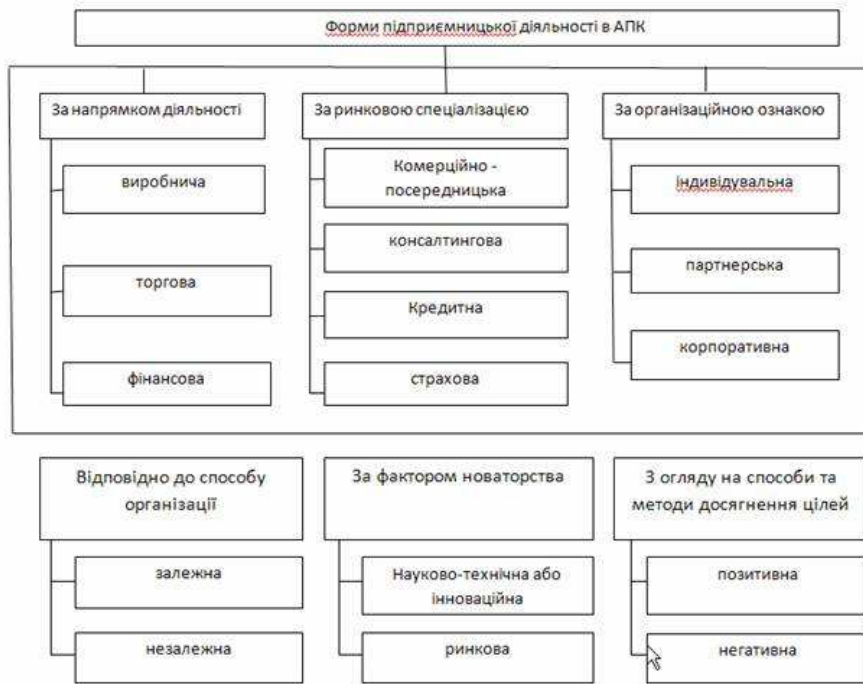 Форми підприємницької діяльності в АПК
За напрямком діяльності
виробнича
торгова
фінансова
За ринковою спеціалізацією
Комерційно -
посередницька
консалтингова
Кредитна
страхова
За організаційною ознакою
індивідувальна
партнерська
корпоративна
Відповідно до способу
організації
залежна
незалежна
За фактором новаторства
Науково-технічна або
інноваційна
ринкова
З огляду на способи та
методи досягнення цілей
позитивна
негативна